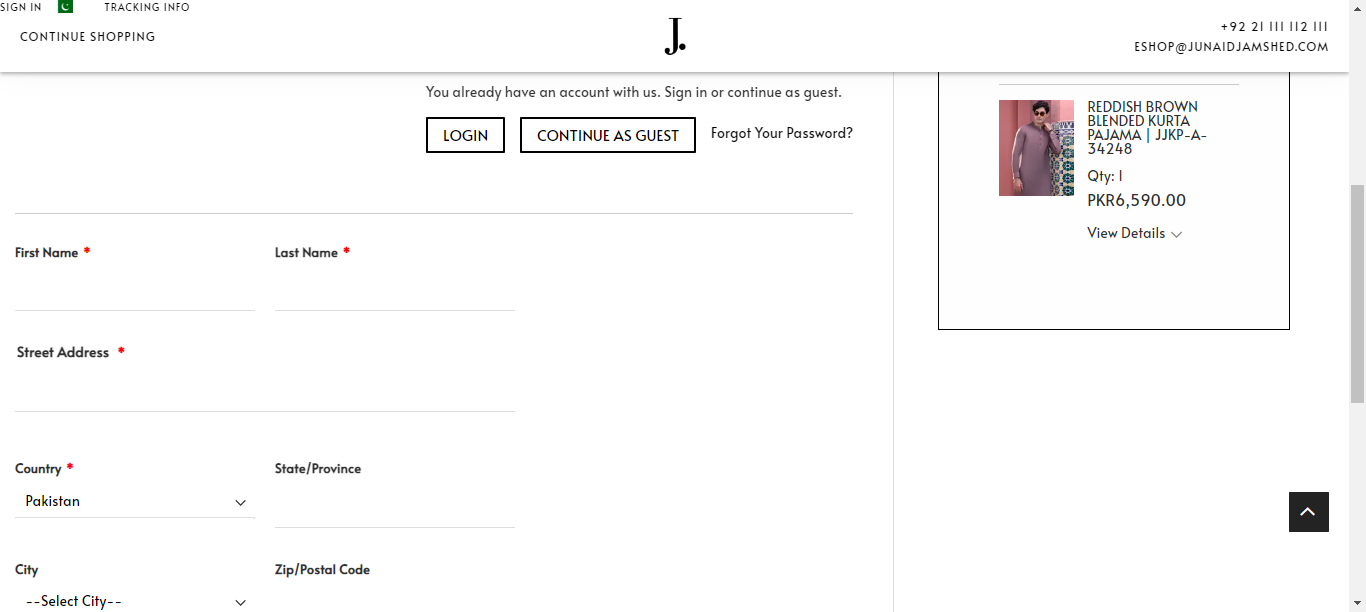 SIGN IN TRACKING INFO
CONTINUE SHOPPING
J.
+92 21 111 112 111
ESHOP@JUNAIDJAMSHED.COM
You already have an account with us. Sign in or continue as guest.
LOGIN CONTINUE AS GUEST Forgot Your Password?
First Name * Last Name *
Street Address *
Country * State/Province
Pakistan
City Zip/Postal Code
--Select City--
REDDISH BROWN
BLENDED KURTA
PAJAMA | JJKP-A-
34248
Qty: 1
PKR6,590.00
View Details